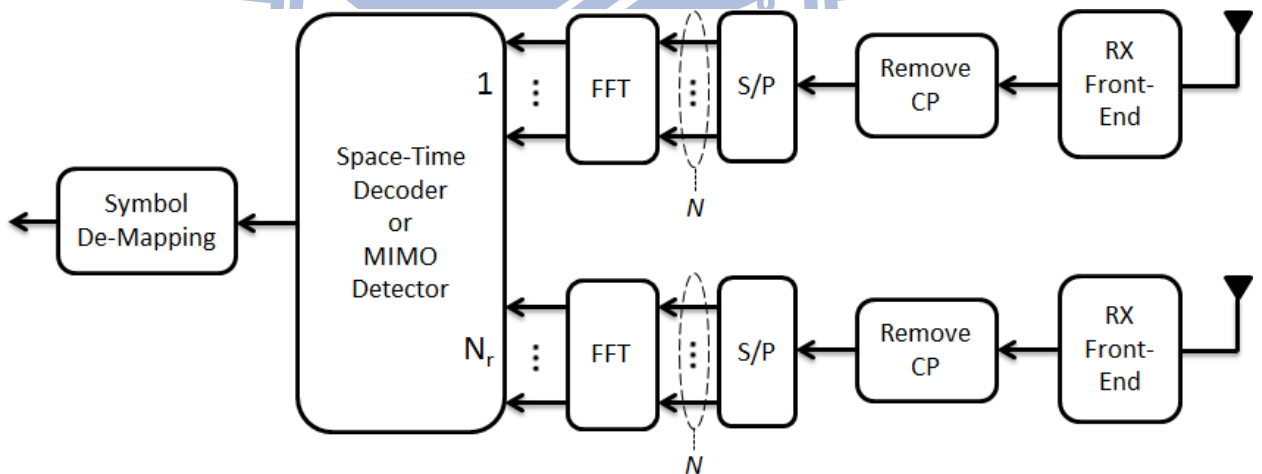 Symbol
De-Mapping
Space-Time
Decoder
or
MIMO
Detector
1
⋮
FFT
⋮
N
S/P
Remove
CP
RX
Front-
End
N_r
⋮
FFT
⋮
N
S/P
Remove
CP
RX
Front-
End